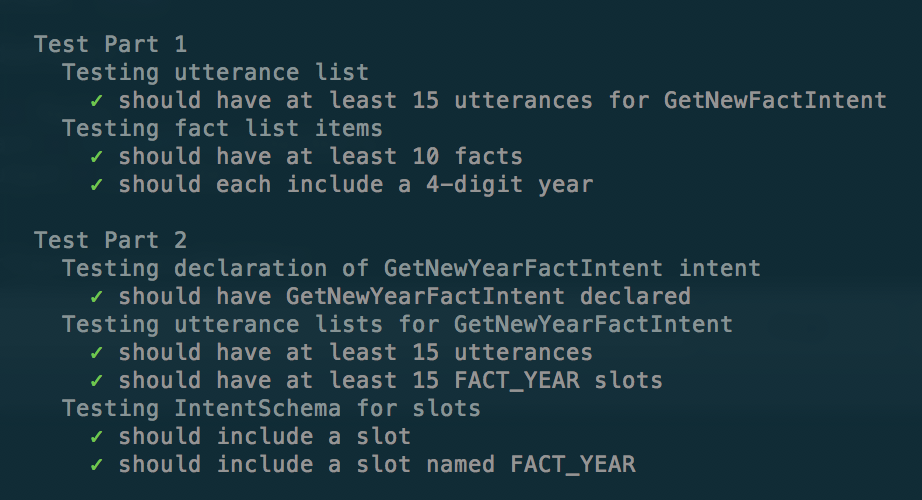 Test Part 1
Testing utterance list
✓ should have at least 15 utterances for GetNewFactIntent
Testing fact list items
✓ should have at least 10 facts
✓ should each include a 4-digit year
Test Part 2
Testing declaration of GetNewYearFactIntent intent
✓ should have GetNewYearFactIntent declared
Testing utterance lists for GetNewYearFactIntent
✓ should have at least 15 utterances
✓ should have at least 15 FACT_YEAR slots
Testing IntentSchema for slots
✓ should include a slot
✓ should include a slot named FACT_YEAR